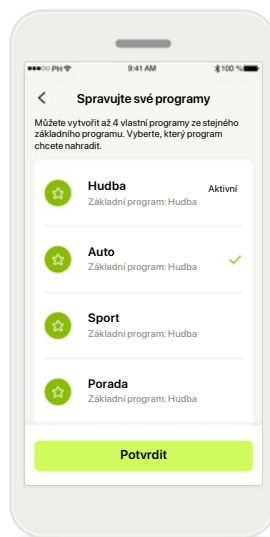 PH 9:41 AM 100 %
Spravujte své programy
Můžete vytvořit až 4 vlastní programy ze stejného
základního programu. Vyberte, který program
chcete nahradit.
Hudba Aktivní
Základní program: Hudba
Auto
Základní program: Hudba
Sport
Základní program: Hudba
Porada
Základní program: Hudba
Potvrdit